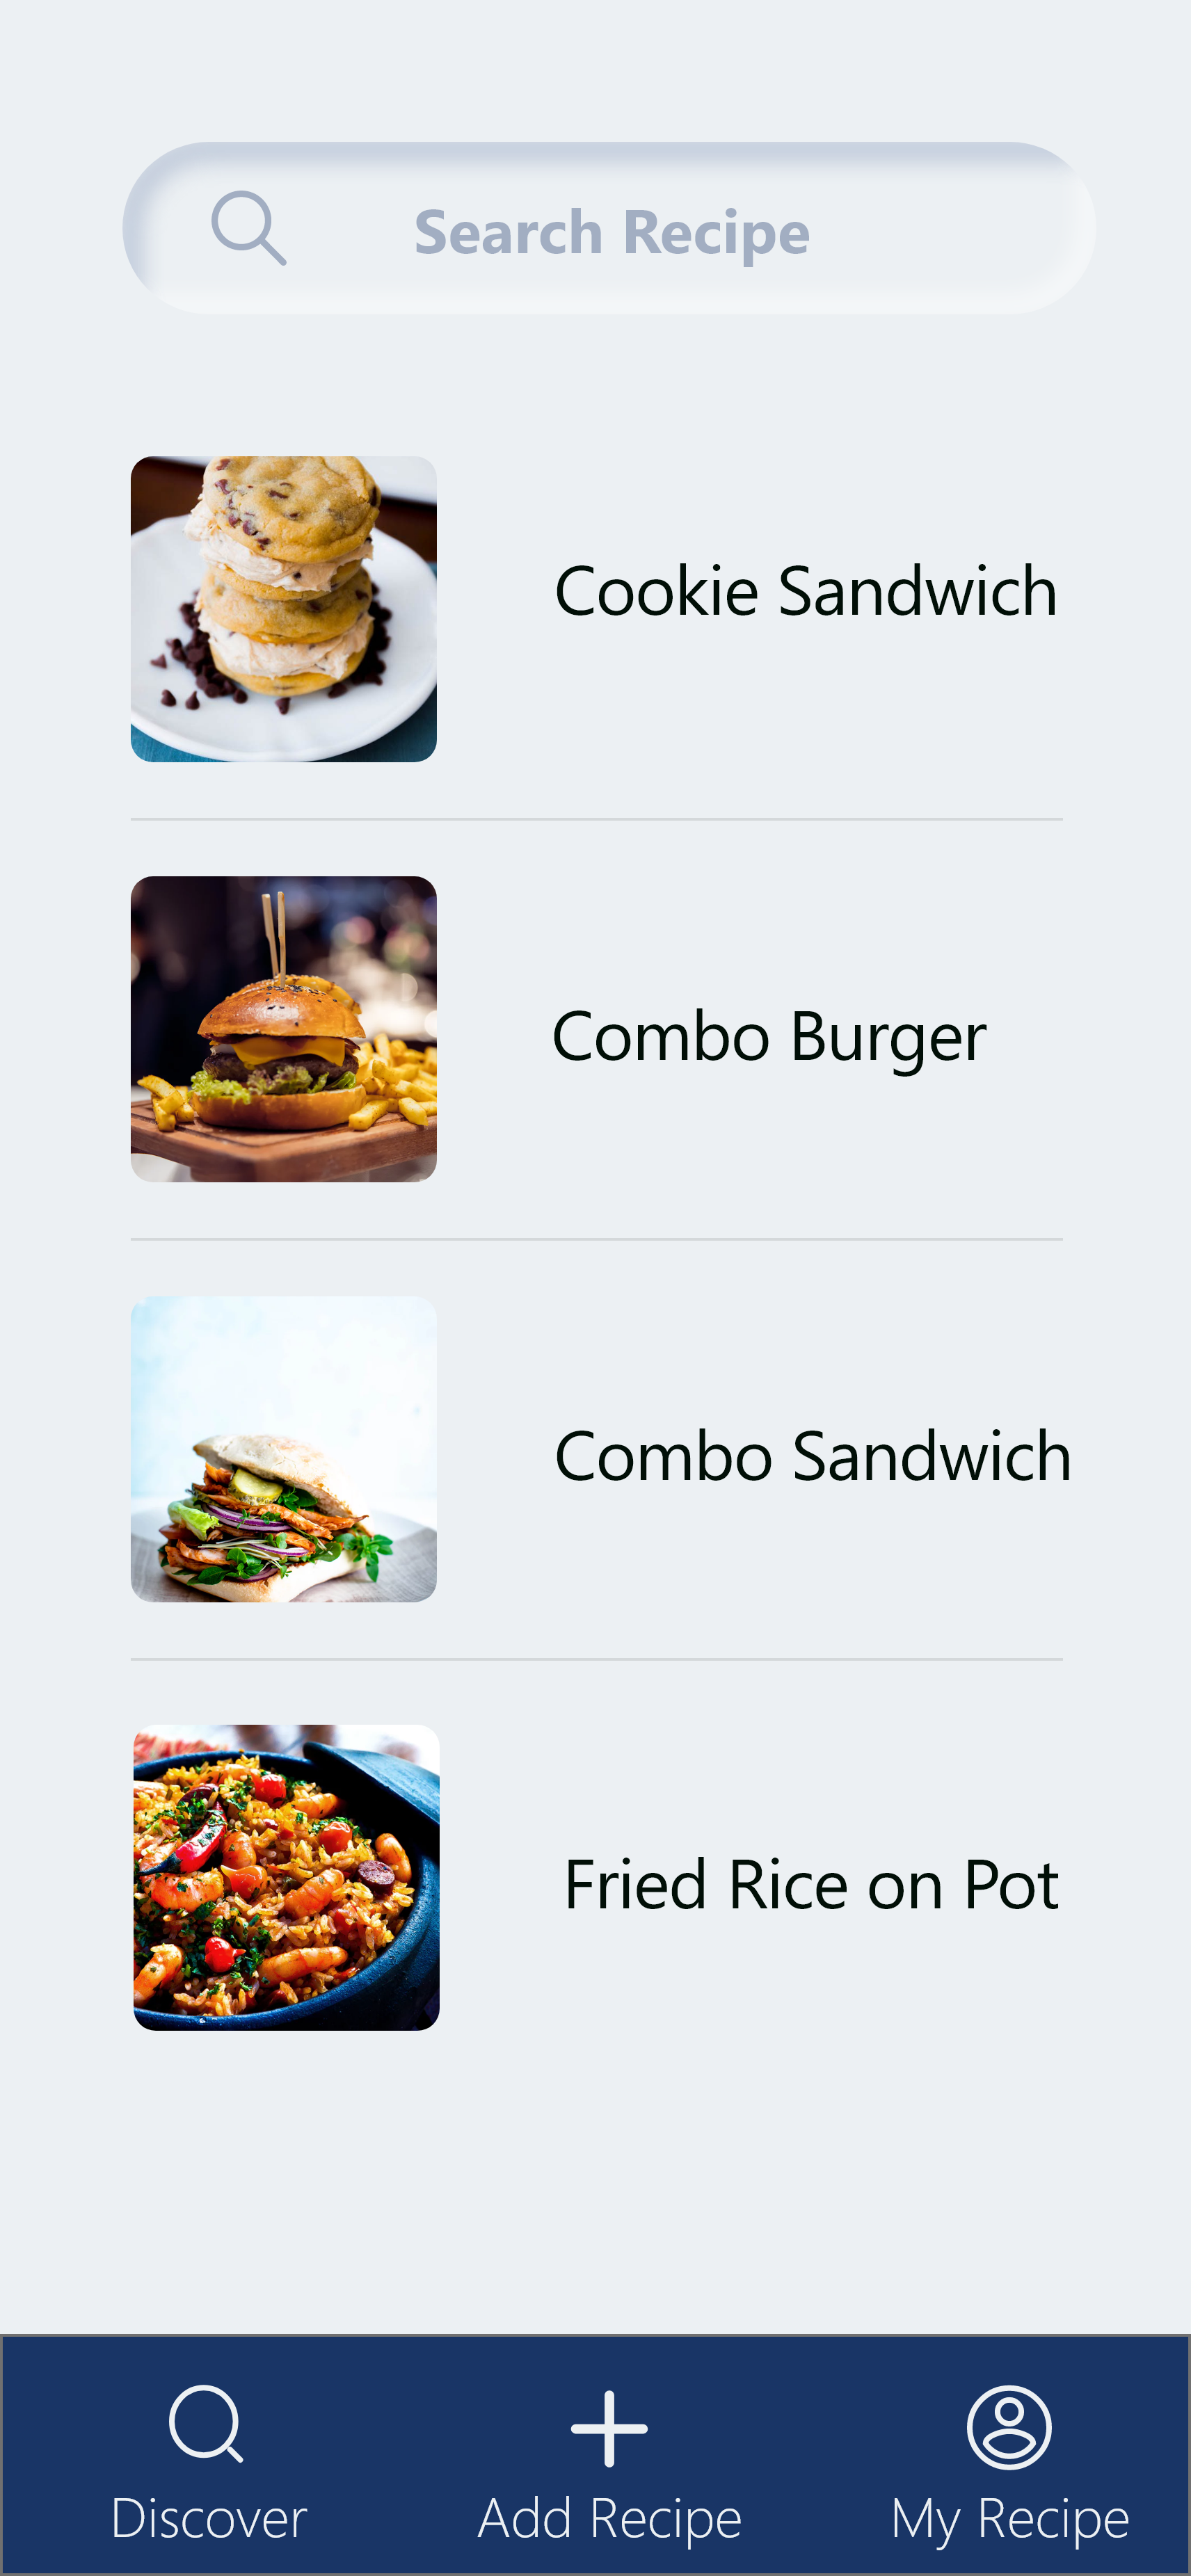 Search Recipe
Cookie Sandwich
Combo Burger
Combo Sandwich
Fried Rice on Pot
Discover
Add Recipe
My Recipe